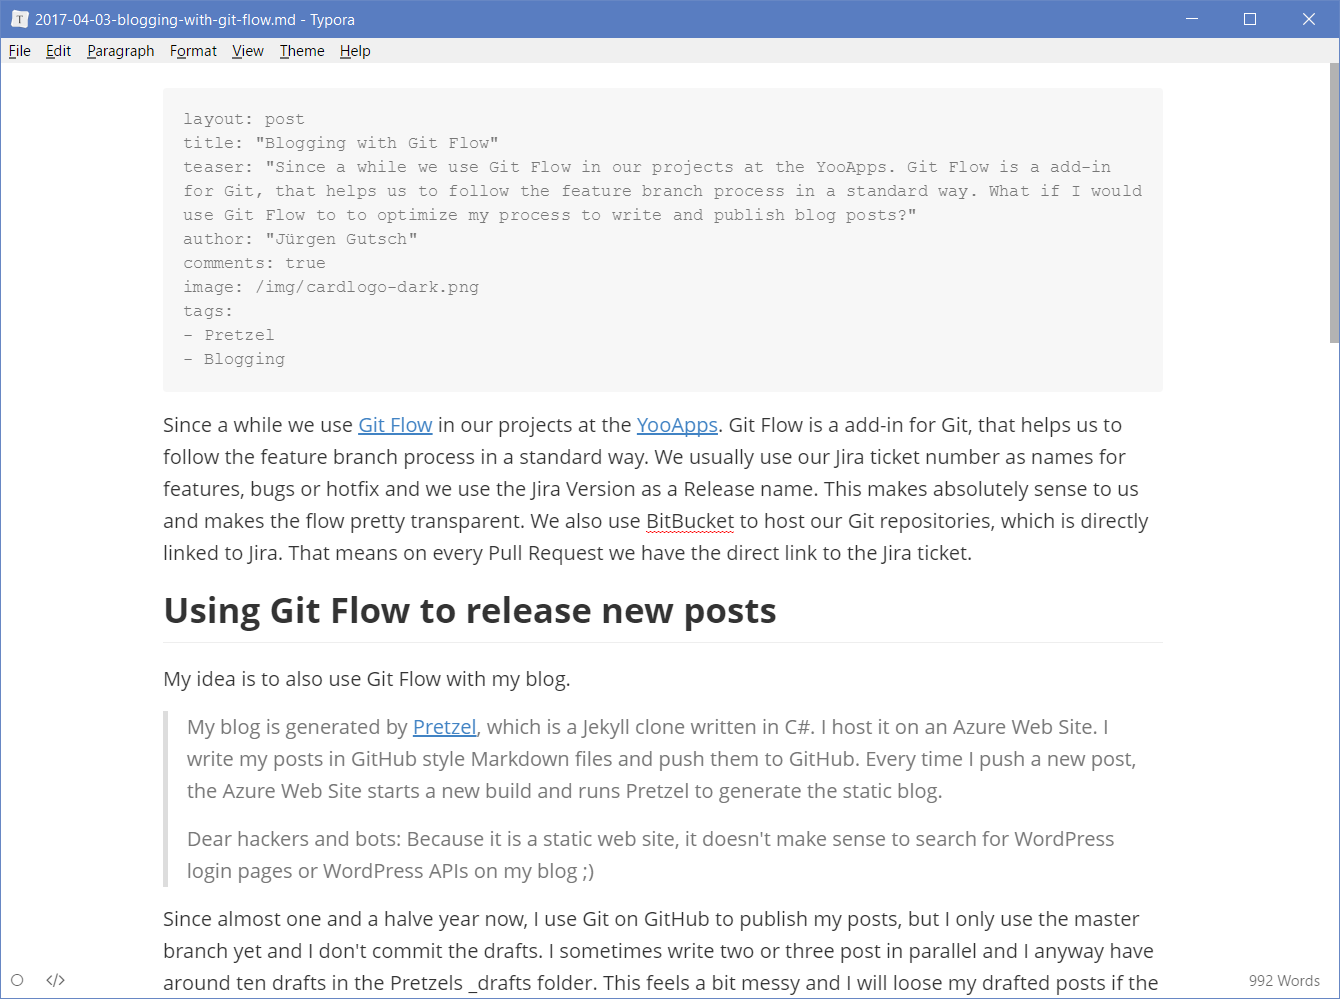 2017-04-03-blogging-with-git-flow.md - Typora
File Edit Paragraph Format View Theme Help
layout: post
title: "Blogging with Git Flow"
teaser: "Since a while we use Git Flow in our projects at the YooApps. Git Flow is a add-in
for Git, that helps us to follow the feature branch process in a standard way. What if I would
use Git Flow to to optimize my process to write and publish blog posts?"
author: "Jürgen Gutsch"
comments: true
image: /img/cardlogo-dark.png
tags:
- Pretzel
- Blogging
Since a while we use Git Flow in our projects at the YooApps. Git Flow is a add-in for Git, that helps us to
follow the feature branch process in a standard way. We usually use our Jira ticket number as names for
features, bugs or hotfix and we use the Jira Version as a Release name. This makes absolutely sense to us
and makes the flow pretty transparent. We also use BitBucket to host our Git repositories, which is directly
linked to Jira. That means on every Pull Request we have the direct link to the Jira ticket.
Using Git Flow to release new posts
My idea is to also use Git Flow with my blog.
My blog is generated by Pretzel, which is a Jekyll clone written in C#. I host it on an Azure Web Site. I
write my posts in GitHub style Markdown files and push them to GitHub. Every time I push a new post,
the Azure Web Site starts a new build and runs Pretzel to generate the static blog.
Dear hackers and bots: Because it is a static web site, it doesn't make sense to search for WordPress
login pages or WordPress APIs on my blog ;)
Since almost one and a halve year now, I use Git on GitHub to publish my posts, but I only use the master
branch yet and I don't commit the drafts. I sometimes write two or three post in parallel and I anyway have
around ten drafts in the Pretzels _drafts folder. This feels a bit messy and I will loose my drafted posts if the
</> 992 Words